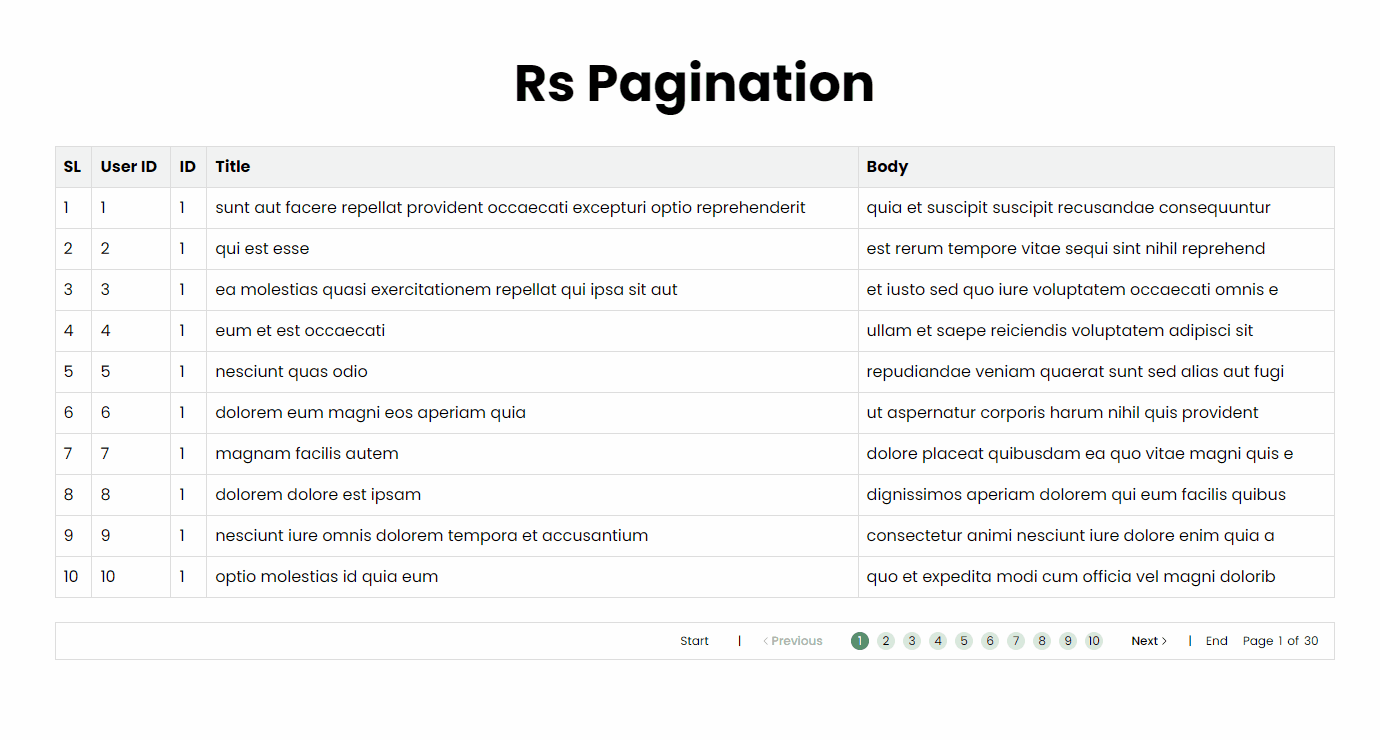 Rs Pagination
SL User ID ID Title Body
1 1 1 sunt aut facere repellat provident occaecati excepturi optio reprehenderit quia et suscipit suscipit recusandae consequuntur
2 2 1 qui est esse est rerum tempore vitae sequi sint nihil reprehend
3 3 1 ea molestias quasi exercitationem repellat qui ipsa sit aut et iusto sed quo iure voluptatem occaecati omnis e
4 4 1 eum et est occaecati ullam et saepe reiciendis voluptatem adipisci sit
5 5 1 nesciunt quas odio repudiandae veniam quaerat sunt sed alias aut fugi
6 6 1 dolorem eum magni eos aperiam quia ut aspernatur corporis harum nihil quis provident
7 7 1 magnam facilis autem dolore placeat quibusdam ea quo vitae magni quis e
8 8 1 dolorem dolore est ipsam dignissimos aperiam dolorem qui eum facilis quibus
9 9 1 nesciunt iure omnis dolorem tempora et accusantium consectetur animi nesciunt iure dolore enim quia a
10 10 1 optio molestias id quia eum quo et expedita modi cum officia vel magni dolorib
Start | < Previous 1 2 3 4 5 6 7 8 9 10 Next > | End Page 1 of 30